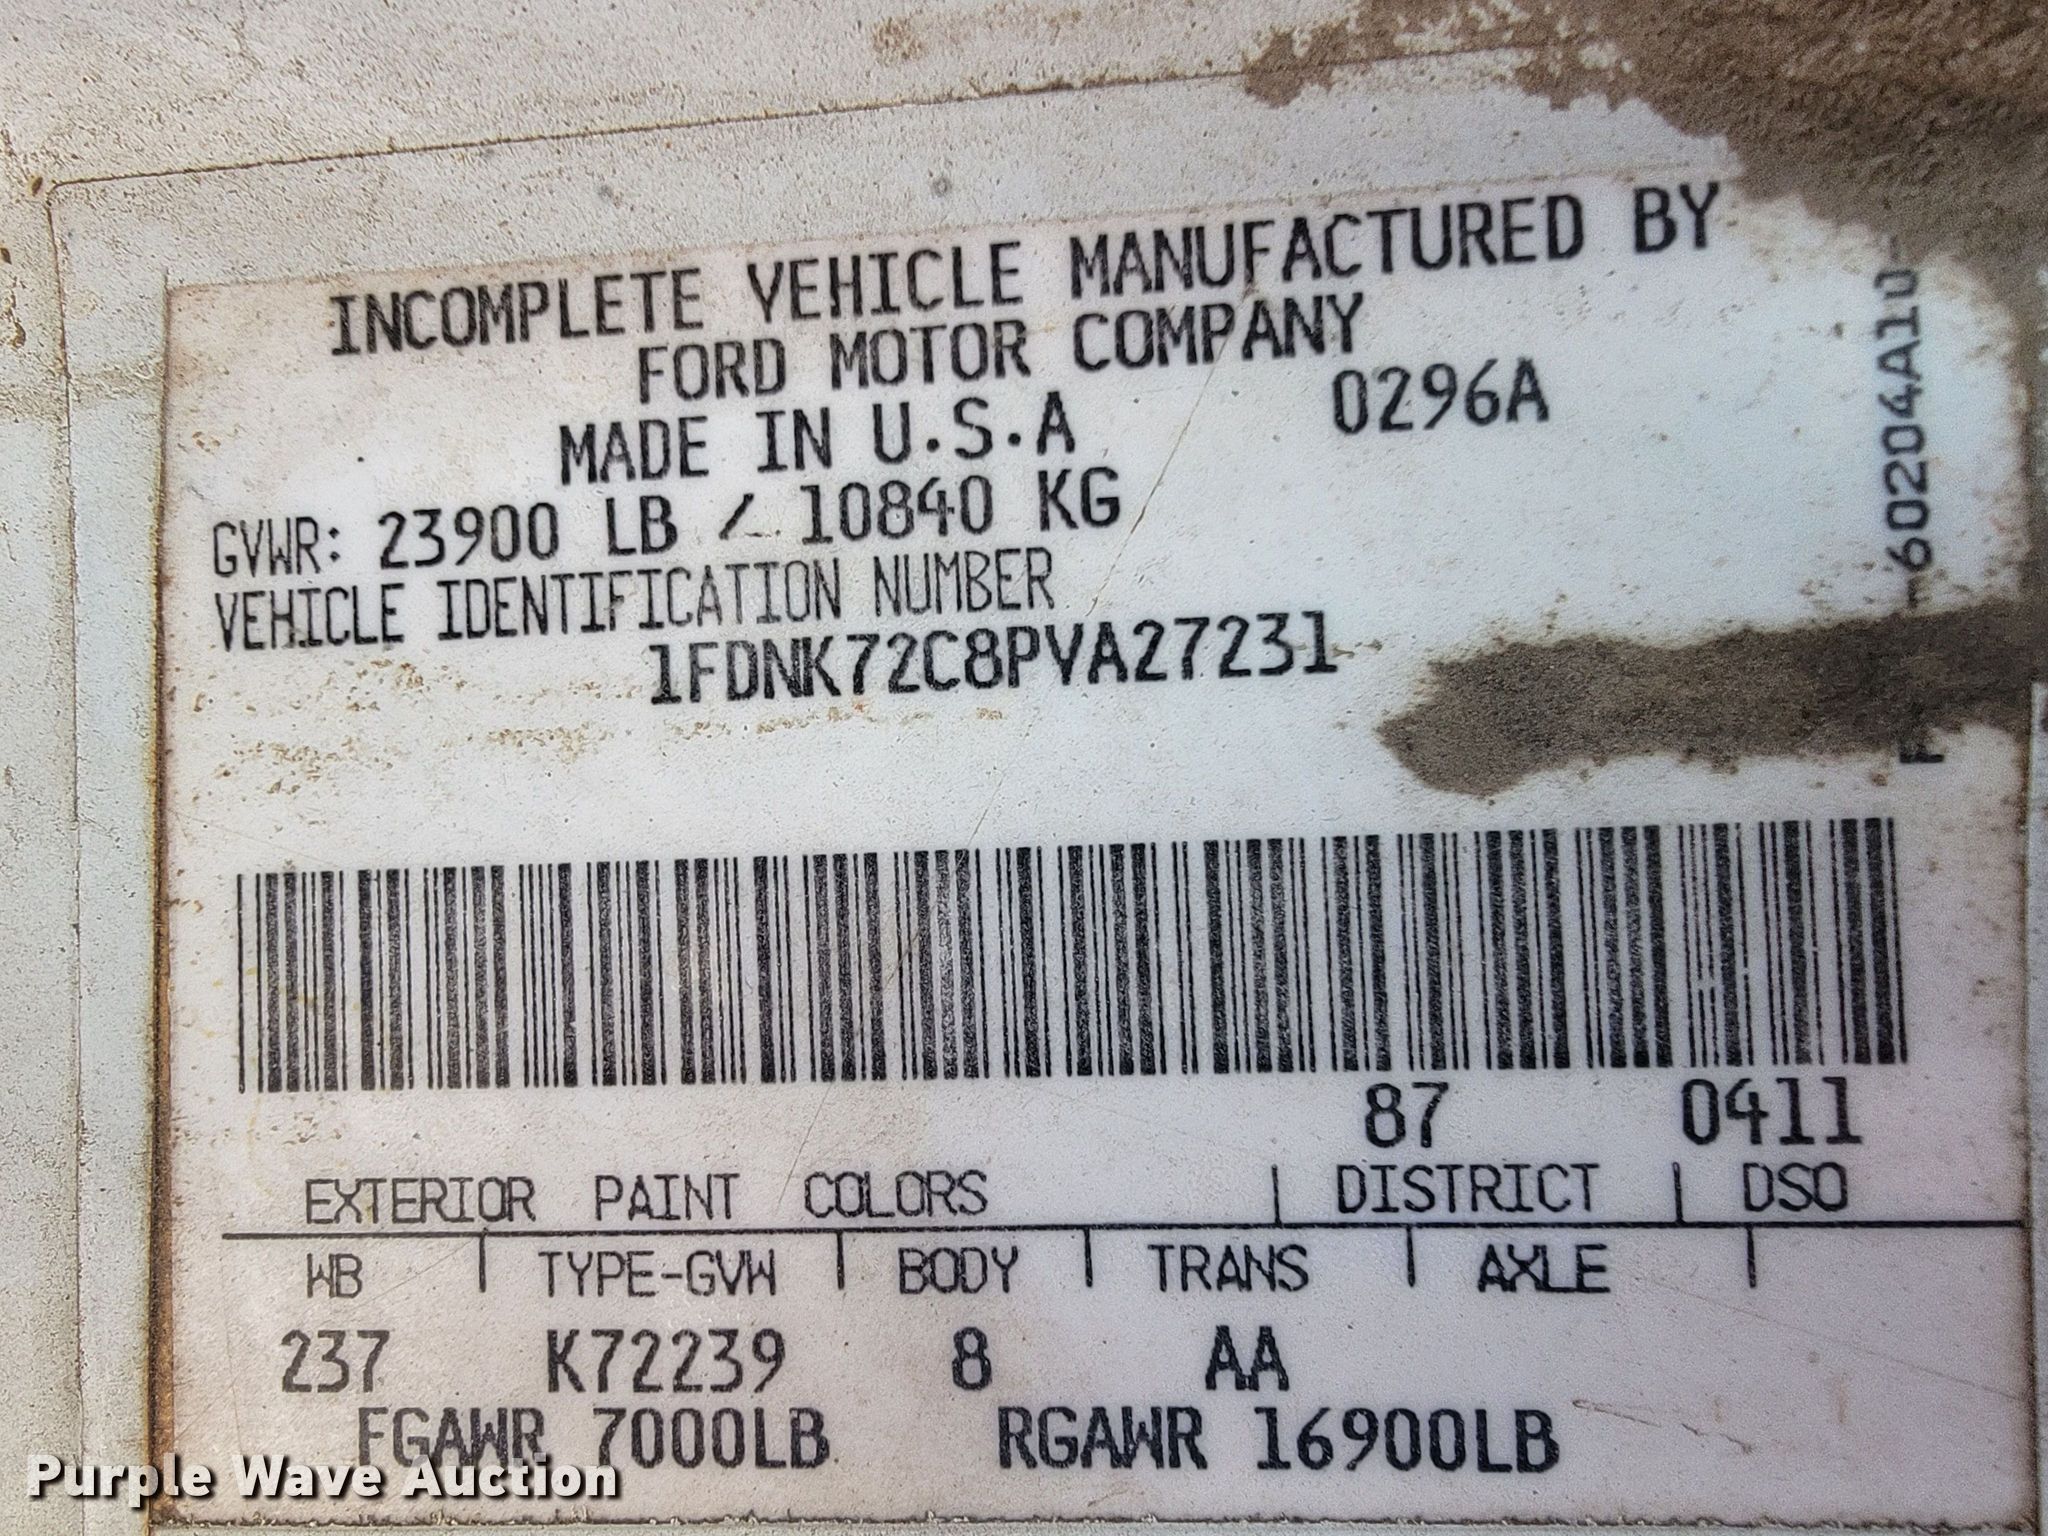 INCOMPLETE VEHICLE MANUFACTURED BY
FORD MOTOR COMPANY
MADE IN U.S.A 0296A
GVWR: 23900 LB / 10840 KG
VEHICLE IDENTIFICATION NUMBER
1FDNK72C8PVA27231
87 0411
EXTERIOR PAINT COLORS | DISTRICT | DSO
WB | TYPE-GVW | BODY | TRANS | AXLE |
237 K72239 8 AA
FGAWR 7000LB RGAWR 16900LB
Purple Wave Auction